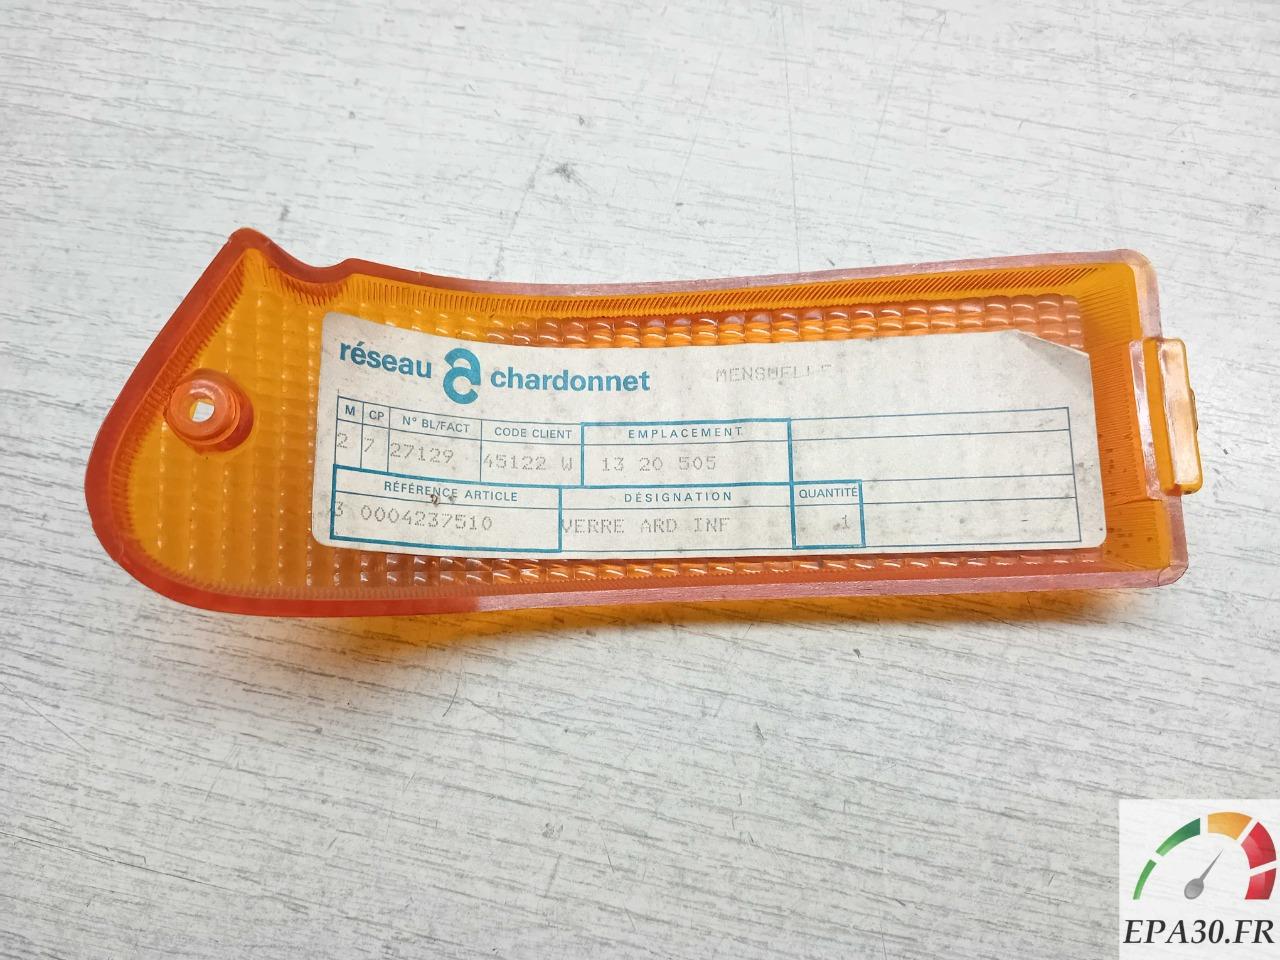 réseau chardonnet MENSUELLE
M CP N° BL/FACT CODE CLIENT EMPLACEMENT
2 7 27129 45122 W 13 20 505
RÉFÉRENCE ARTICLE DÉSIGNATION QUANTITÉ
3 0004237510 VERRE ARD INF 1 -
EPA30.FR